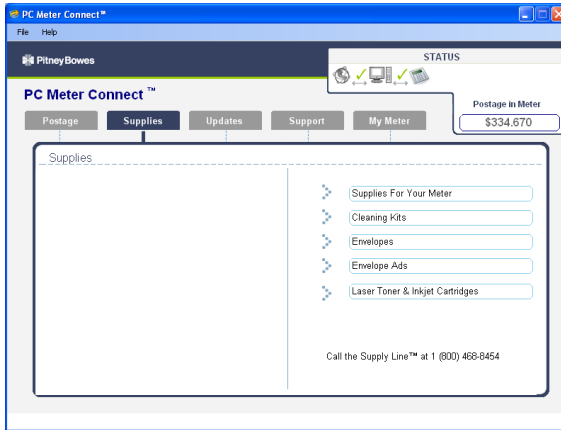 PC Meter Connect™
File Help
PitneyBowes
STATUS
PC Meter Connect ™
Postage in Meter
$334.670
Postage Supplies Updates Support My Meter
Supplies
Supplies For Your Meter
Cleaning Kits
Envelopes
Envelope Ads
Laser Toner & Inkjet Cartridges
Call the Supply Line™ at 1 (800) 468-8454